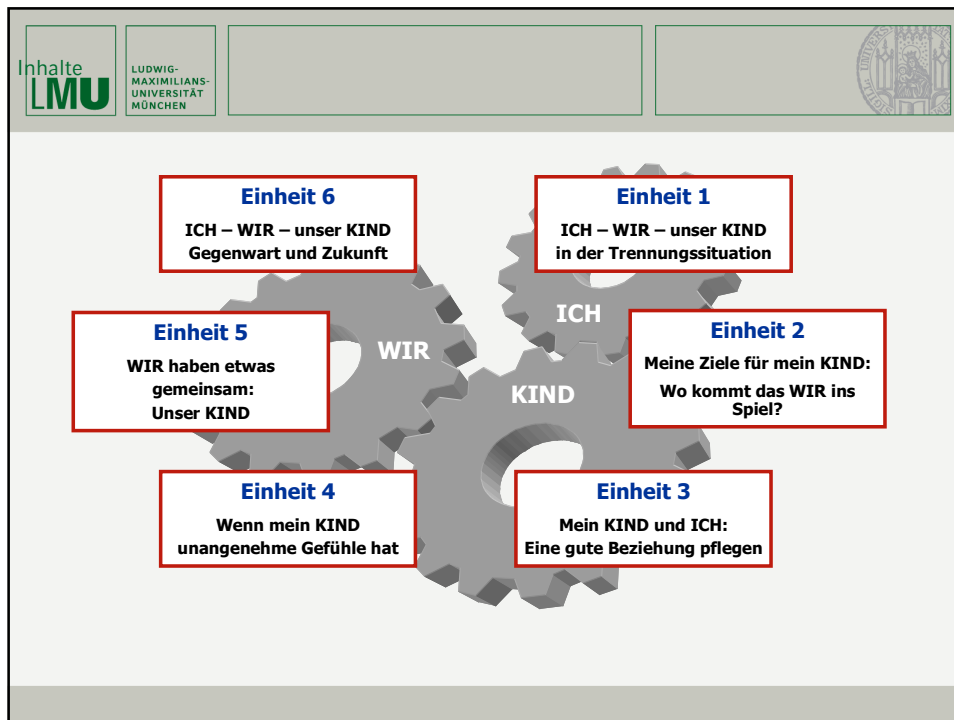 Inhalte
LMU
LUDWIG-
MAXIMILIANS-
UNIVERSITÄT
MÜNCHEN
Einheit 6
ICH – WIR – unser KIND
Gegenwart und Zukunft
Einheit 1
ICH – WIR – unser KIND
in der Trennungssituation
ICH
Einheit 5
WIR haben etwas
gemeinsam:
Unser KIND
WIR
KIND
Einheit 2
Meine Ziele für mein KIND:
Wo kommt das WIR ins
Spiel?
Einheit 4
Wenn mein KIND
unangenehme Gefühle hat
Einheit 3
Mein KIND und ICH:
Eine gute Beziehung pflegen